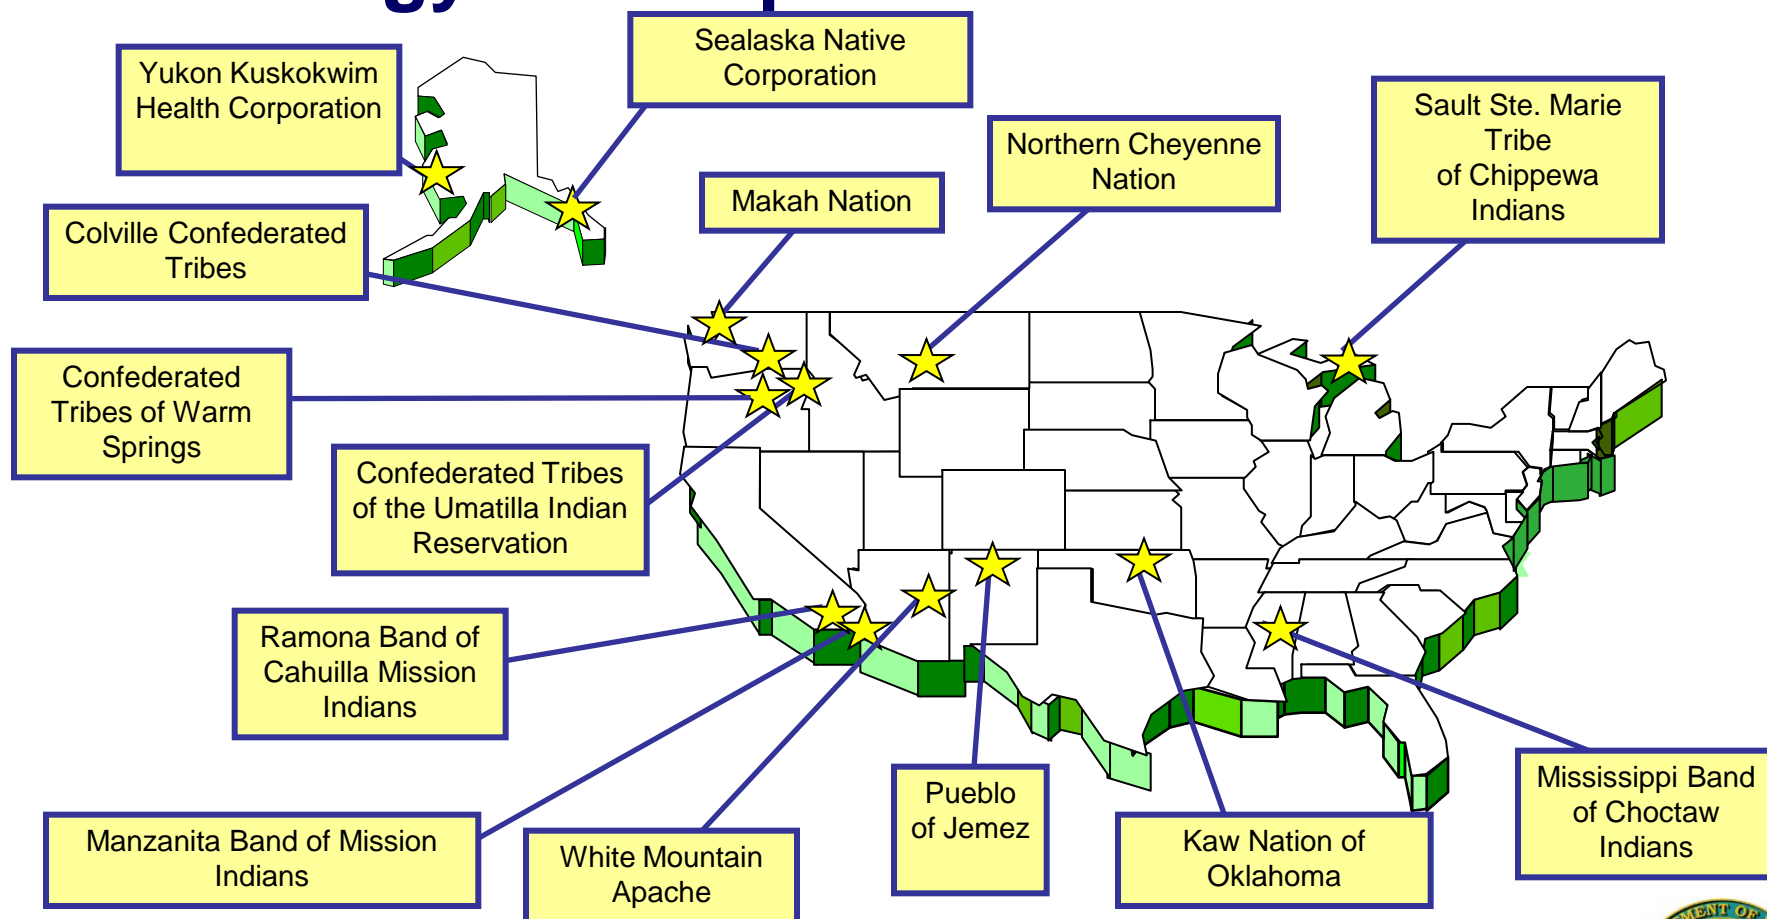 Sealaska Native
Corporation
Yukon Kuskokwim
Health Corporation
Sault Ste. Marie
Tribe
of Chippewa
Indians
Northern Cheyenne
Nation
Makah Nation
Colville Confederated
Tribes
Confederated
Tribes of Warm
Springs
Confederated Tribes
of the Umatilla Indian
Reservation
Ramona Band of
Cahuilla Mission
Indians
Manzanita Band of Mission
Indians
White Mountain
Apache
Pueblo
of Jemez
Kaw Nation of
Oklahoma
Mississippi Band
of Choctaw
Indians